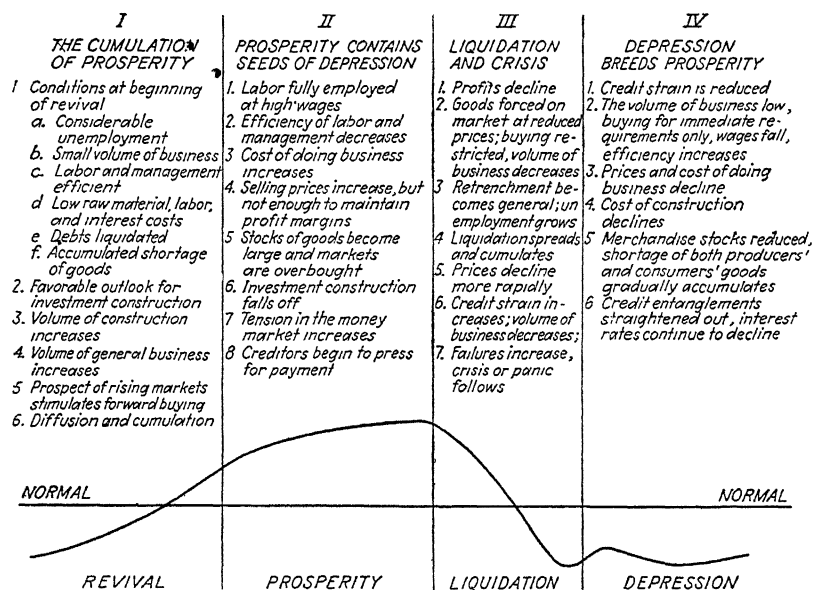 I
THE CUMULATION
OF PROSPERITY
1 Conditions at beginning
of revival
a. Considerable
unemployment
b. Small volume of business
c. Labor and management
efficient
d Low raw material, labor,
and interest costs
e Debts liquidated
f. Accumulated shortage
of goods
2. Favorable outlook for
investment construction
3. Volume of construction
increases
4. Volume of general business
increases
5 Prospect of rising markets
stimulates forward buying
6. Diffusion and cumulation
II
PROSPERITY CONTAINS
SEEDS OF DEPRESSION
1. Labor fully employed
at high wages
2. Efficiency of labor and
management decreases
3 Cost of doing business
increases
4. Selling prices increase, but
not enough to maintain
profit margins
5 Stocks of goods become
large and markets
are overbought
6. Investment construction
falls off
7 Tension in the money
market increases
8 Creditors begin to press
for payment
III
LIQUIDATION
AND CRISIS
1. Profits decline
2. Goods forced on
market at reduced
prices; buying re-
stricted, volume of
business decreases
3 Retrenchment be-
comes general; un
employment grows
4 Liquidation spreads
and cumulates
5. Prices decline
more rapidly
6. Credit strain in-
creases; volume of
business decreases;
7. Failures increase,
crisis or panic
follows
IV
DEPRESSION
BREEDS PROSPERITY
1. Credit strain is reduced
2. The volume of business low,
buying for immediate re-
quirements only, wages fall,
efficiency increases
3. Prices and cost of doing
business decline
4. Cost of construction
declines
5 Merchandise stocks reduced,
shortage of both producers'
and consumers' goods
gradually accumulates
6 Credit entanglements
straightened out, interest
rates continue to decline
NORMAL
NORMAL
REVIVAL
PROSPERITY
LIQUIDATION
DEPRESSION